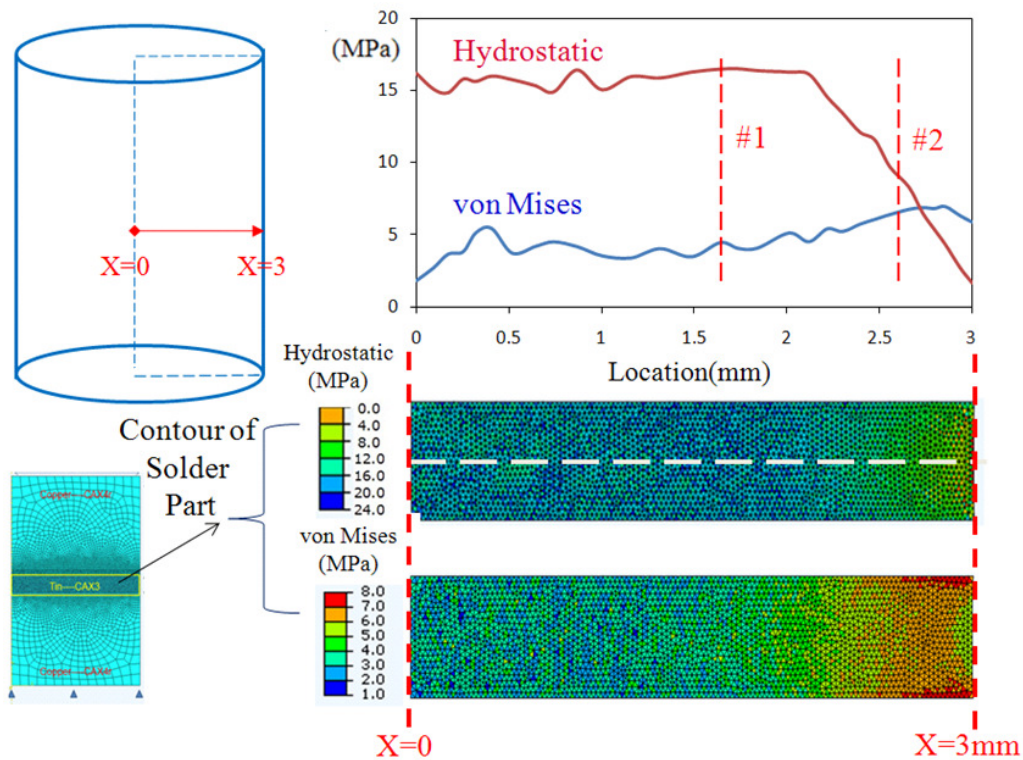 20
(MPa)
Hydrostatic
15
#1
#2
10
von Mises
5
0
0
0.5
1
1.5
2
2.5
3
Location(mm)
X=0
X=3
Hydrostatic
(MPa)
0.0
4.0
8.0
12.0
16.0
20.0
24.0
Contour of
Solder
Part
von Mises
(MPa)
8.0
7.0
6.0
5.0
4.0
3.0
2.0
1.0
Copper----CAX4r
Tin----CAX3
Copper----CAX4r
X=0
X=3mm